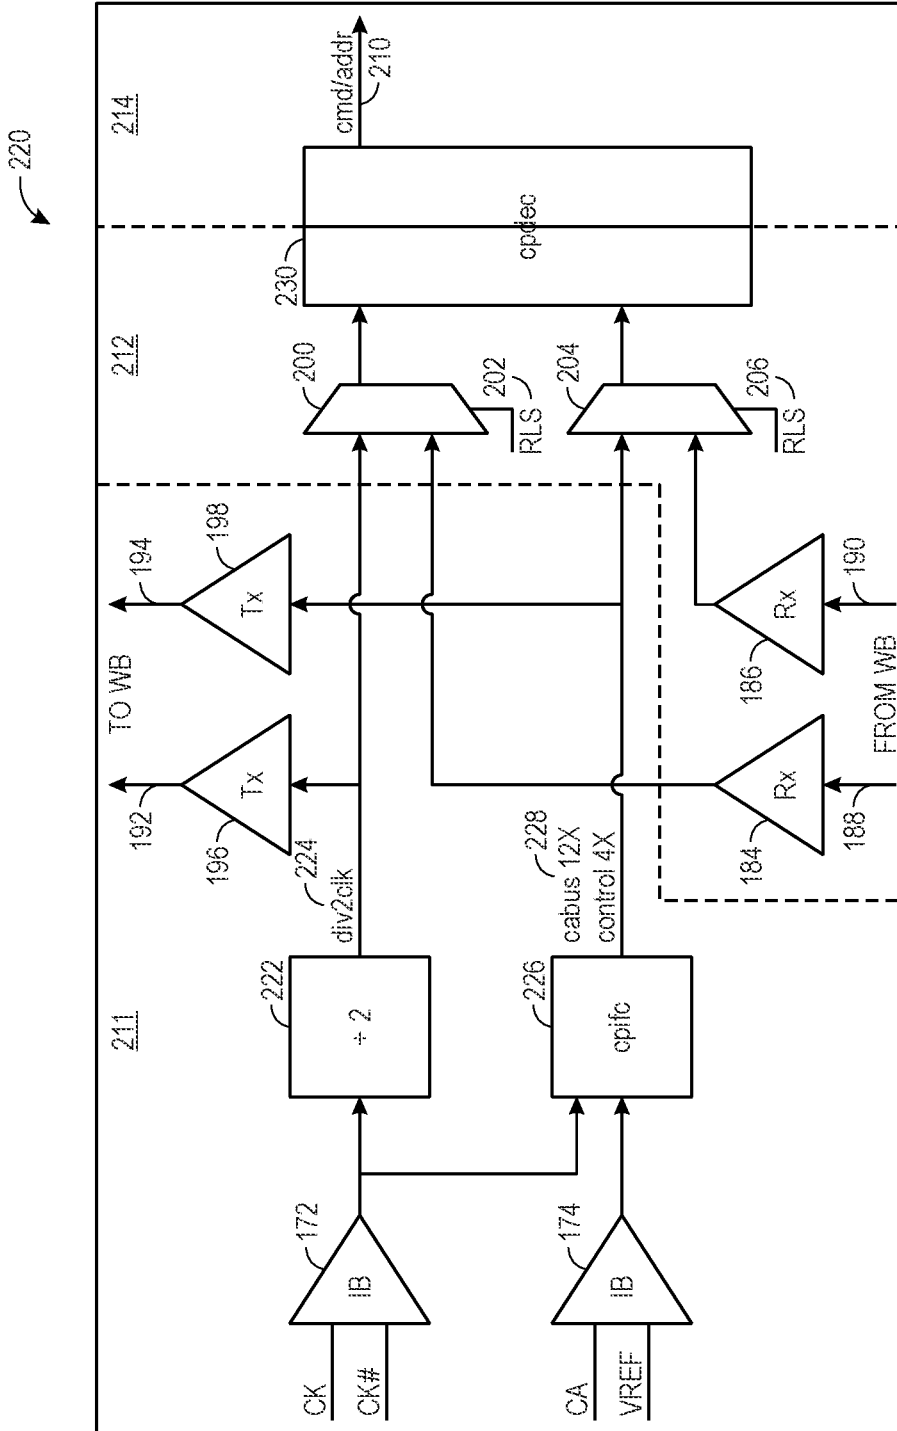 220
211
212
214
TO WB
192
194
196
Tx
198
Tx
CK
CK#
172
IB
222
÷ 2
224
div2clk
200
202
RLS
230
cpdec
cmd/addr
210
CA
VREF
174
IB
226
cpifc
228
cabus 12X
control 4X
204
206
RLS
184
Rx
186
Rx
188
190
FROM WB